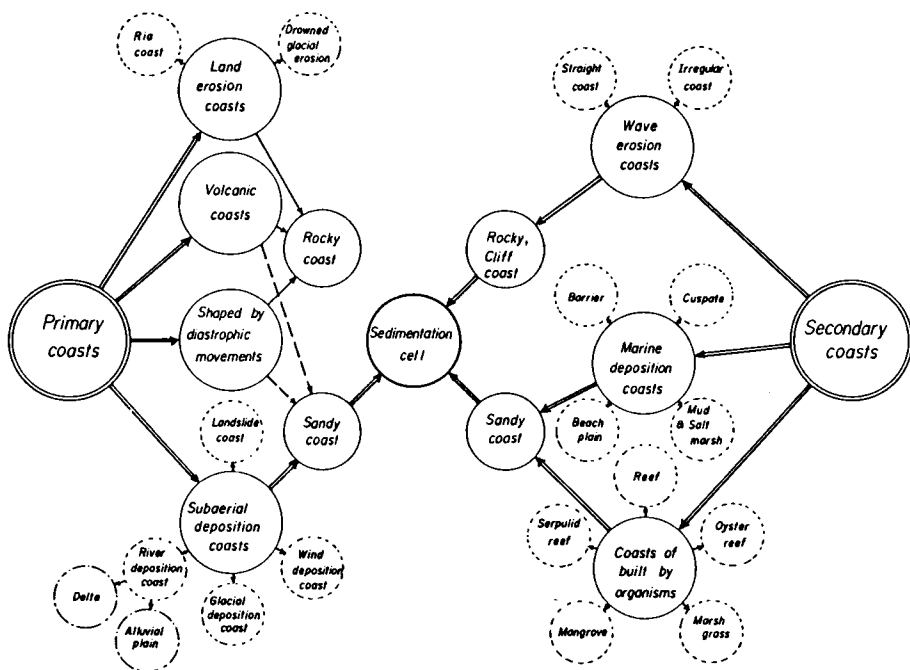 Ria
coast
Drowned
glacial
erosion
Land
erosion
coasts
Volcanic
coasts
Rocky
coast
Primary
coasts
Shaped by
diastrophic
movements
Landslide
coast
Sandy
coast
Subaerial
deposition
coasts
River
deposition
coast
Wind
deposition
coast
Delta
Alluvial
plain
Glacial
deposition
coast
Sedimentation
cell
Straight
coast
Irregular
coast
Wave
erosion
coasts
Rocky,
Cliff
coast
Barrier
Cuspate
Marine
deposition
coasts
Secondary
coasts
Beach
plain
Mud
& Salt
marsh
Sandy
coast
Reef
Serpulid
reef
Oyster
reef
Coasts of
built by
organisms
Mangrove
Marsh
grass